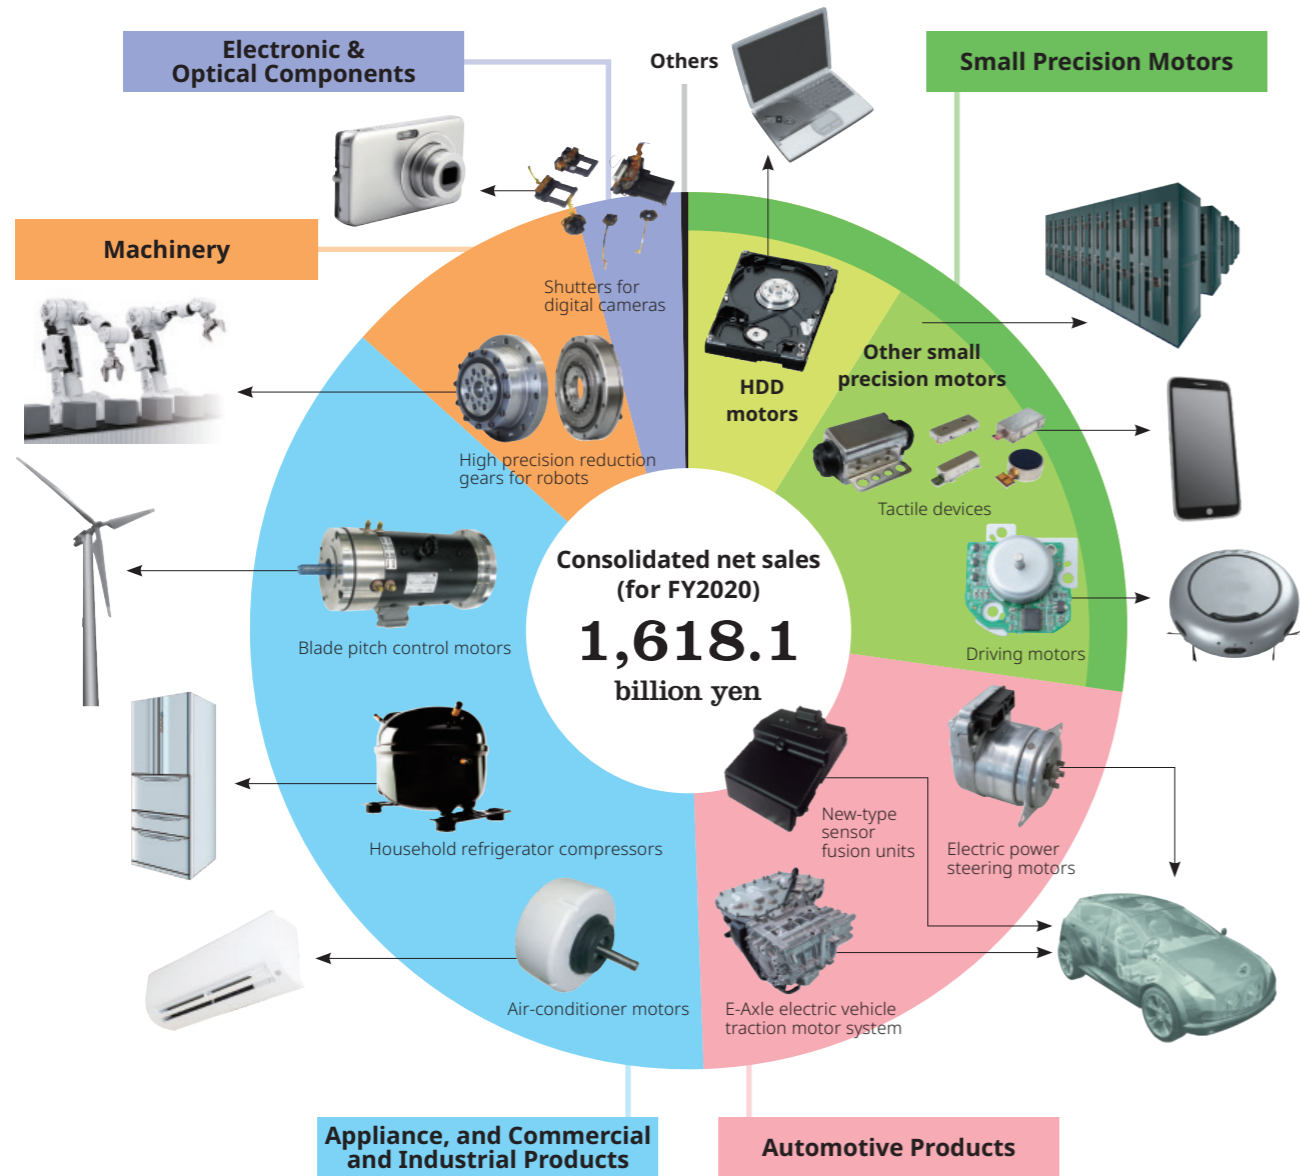 Electronic &
Optical Components
Others
Small Precision Motors
Machinery
Shutters for
digital cameras
HDD
motors
Other small
precision motors
High precision reduction
gears for robots
Tactile devices
Consolidated net sales
(for FY2020)
1,618.1
billion yen
Blade pitch control motors
Driving motors
Household refrigerator compressors
New-type
sensor
fusion units
Electric power
steering motors
Air-conditioner motors
E-Axle electric vehicle
traction motor system
Appliance, and Commercial
and Industrial Products
Automotive Products